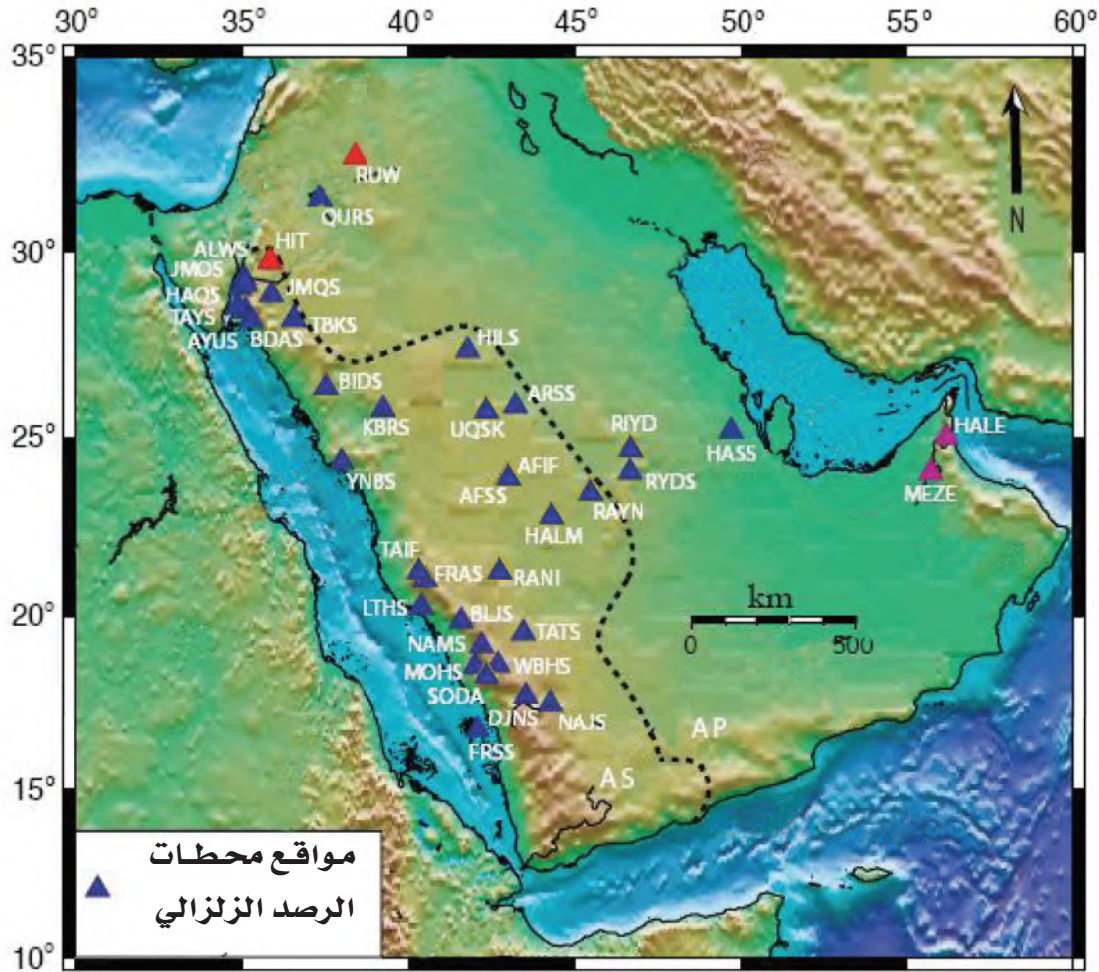 30° 35° 40° 45° 50° 55° 60°
35°
30°
25°
20°
15°
10°
N
RUW
QURS
ALWS
HIT
JMOS
JMQS
HAQS
TAYS
TBKS
AYUS
BDAS
HILS
BIDS
ARSS
KBRS
UQSK
RIYD
HASS
HALE
YNBS
AFIF
RYDS
MEZE
AFSS
RAYN
HALM
TAIF
FRAS
RANI
km
LTHS
BLJS
0 500
NAMS
TATS
MOHS
WBHS
SODA
DJNS
NAJS
FRSS
AP
AS
مواقع محطات
الرصد الزلزالي